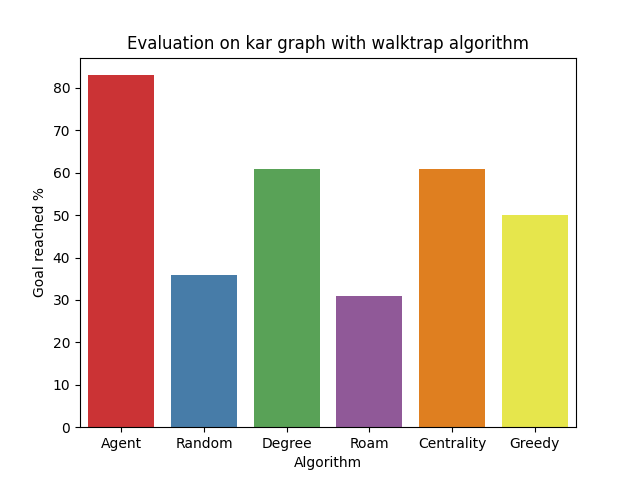 Evaluation on kar graph with walktrap algorithm
Goal reached %
80
70
60
50
40
30
20
10
0
Agent Random Degree Roam Centrality Greedy
Algorithm